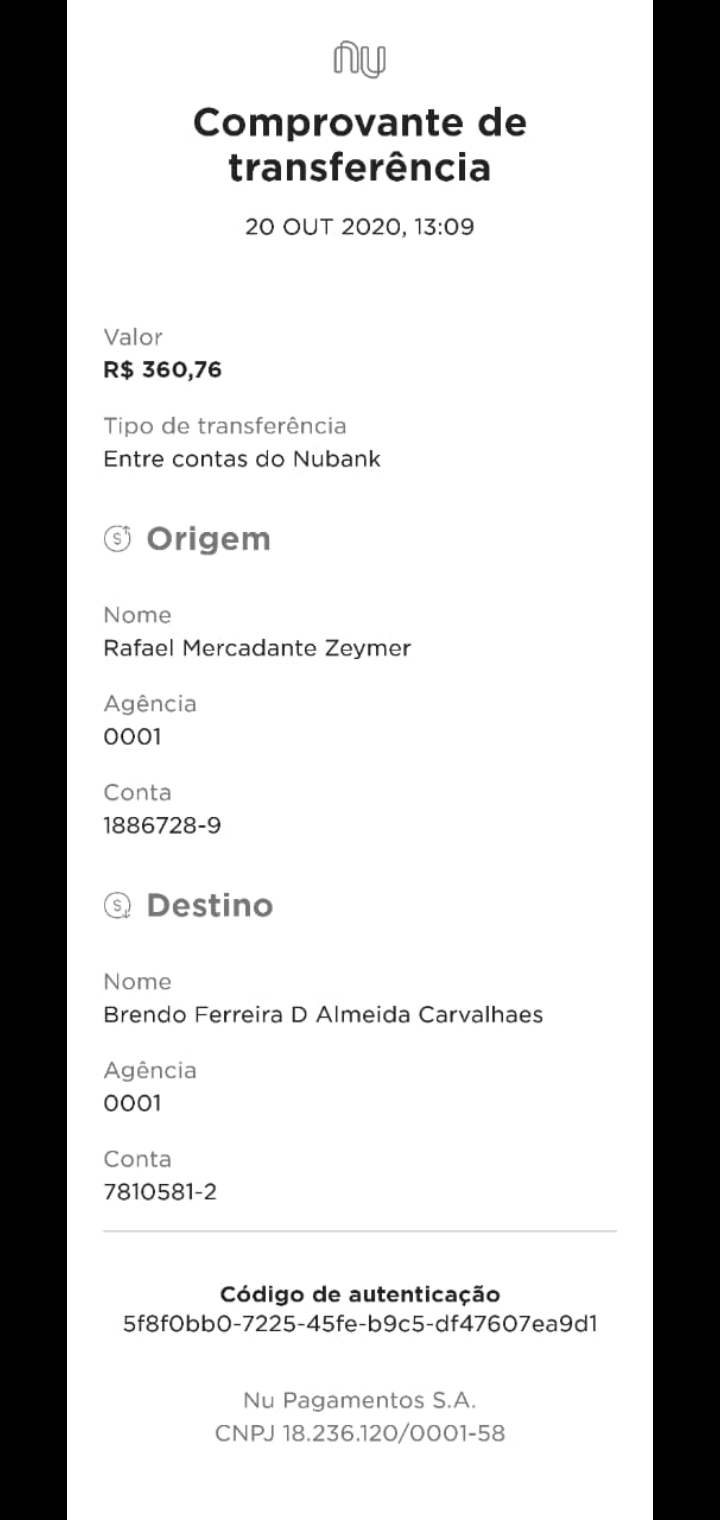 nu
Comprovante de
transferência
20 OUT 2020, 13:09
Valor
R$ 360,76
Tipo de transferência
Entre contas do Nubank
Origem
Nome
Rafael Mercadante Zeymer
Agência
0001
Conta
1886728-9
Destino
Nome
Brendo Ferreira D Almeida Carvalhaes
Agência
0001
Conta
7810581-2
Código de autenticação
5f8f0bb0-7225-45fe-b9c5-df47607ea9d1
Nu Pagamentos S.A.
CNPJ 18.236.120/0001-58